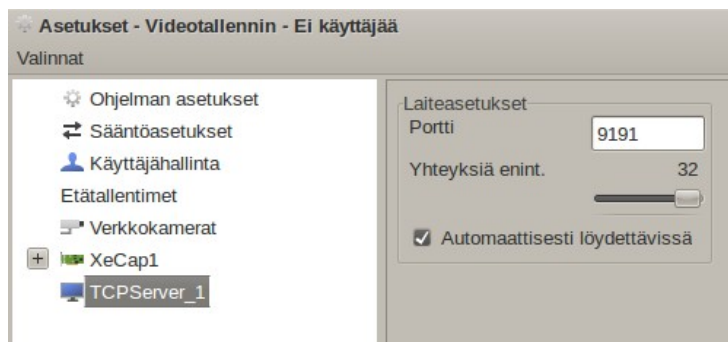 Asetukset - Videotallennin - Ei käyttäjää
Valinnat
Ohjelman asetukset
Sääntöasetukset
Käyttäjähallinta
Etätallentimet
Verkkokamerat
XeCap1
TCPServer_1
Laiteasetukset
Portti 9191
Yhteyksiä enint. 32
Automaattisesti löydettävissä